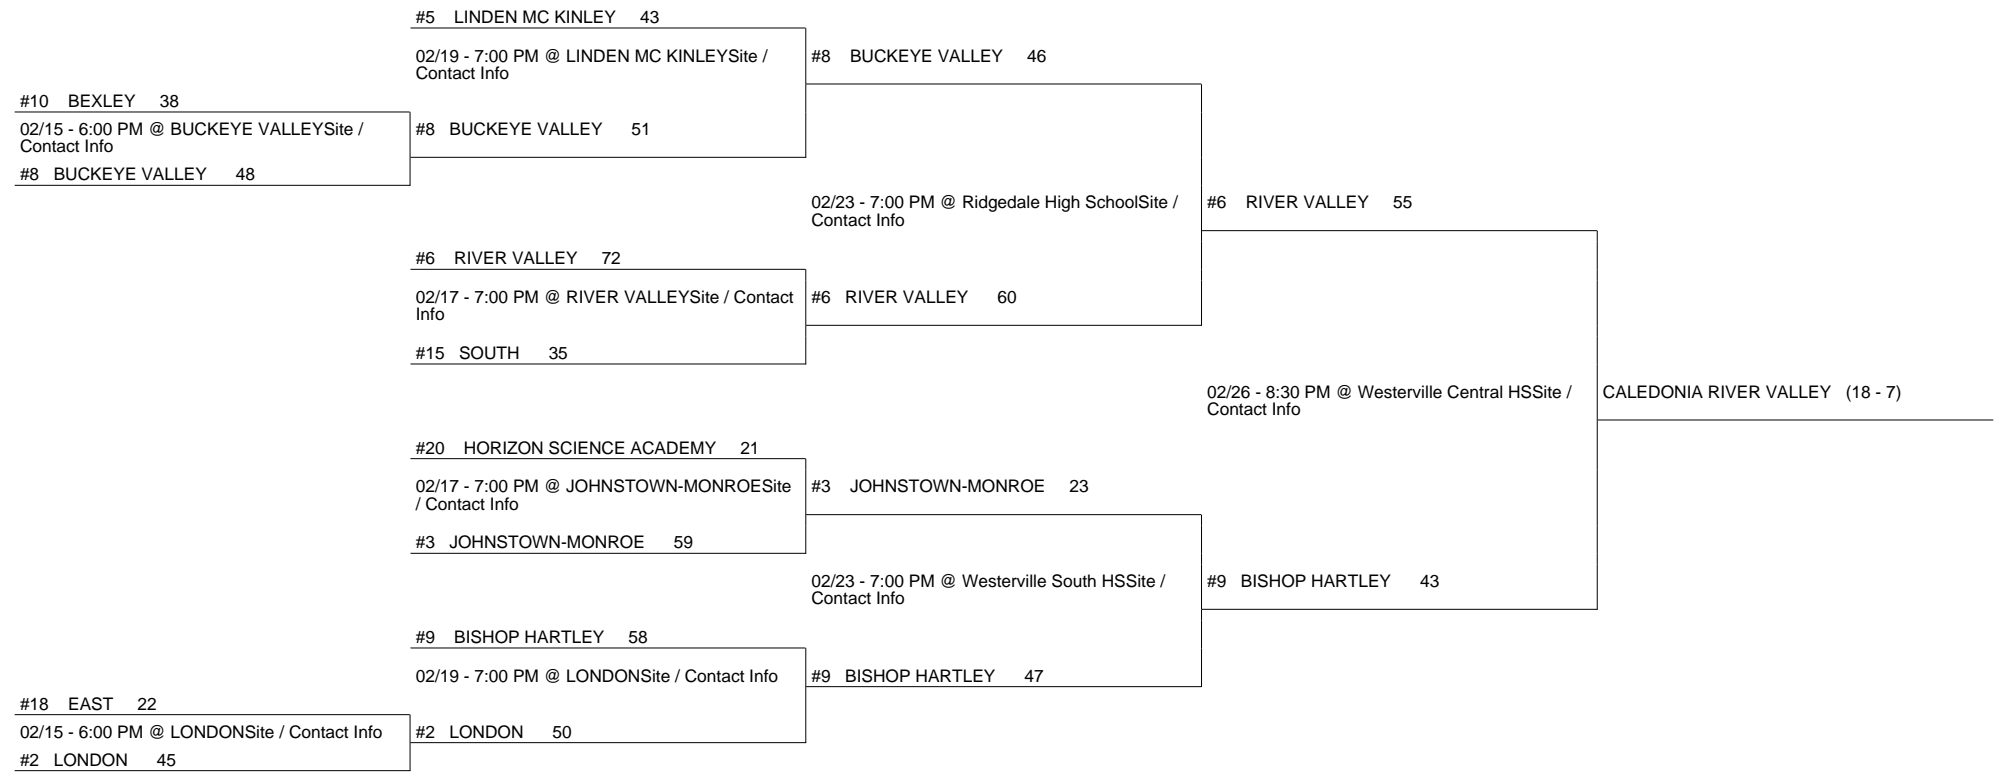 #5 LINDEN MC KINLEY 43
02/19 - 7:00 PM @ LINDEN MC KINLEYSite /
Contact Info
#8 BUCKEYE VALLEY 46
#10 BEXLEY 38
02/15 - 6:00 PM @ BUCKEYE VALLEYSite /
Contact Info
#8 BUCKEYE VALLEY 51
#8 BUCKEYE VALLEY 48
02/23 - 7:00 PM @ Ridgedale High SchoolSite /
Contact Info
#6 RIVER VALLEY 55
#6 RIVER VALLEY 72
02/17 - 7:00 PM @ RIVER VALLEYSite / Contact
Info
#6 RIVER VALLEY 60
#15 SOUTH 35
02/26 - 8:30 PM @ Westerville Central HSSite /
Contact Info
CALEDONIA RIVER VALLEY (18 - 7)
#20 HORIZON SCIENCE ACADEMY 21
02/17 - 7:00 PM @ JOHNSTOWN-MONROESite
/ Contact Info
#3 JOHNSTOWN-MONROE 23
#3 JOHNSTOWN-MONROE 59
02/23 - 7:00 PM @ Westerville South HSSite /
Contact Info
#9 BISHOP HARTLEY 43
#9 BISHOP HARTLEY 58
02/19 - 7:00 PM @ LONDONSite / Contact Info
#9 BISHOP HARTLEY 47
#18 EAST 22
02/15 - 6:00 PM @ LONDONSite / Contact Info
#2 LONDON 50
#2 LONDON 45